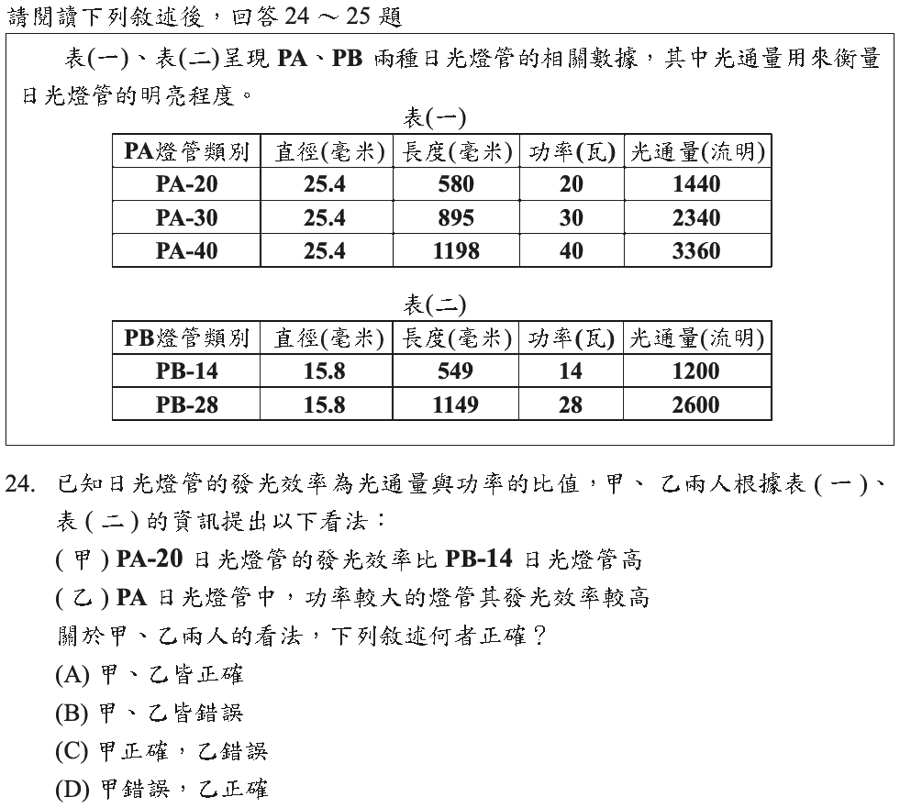 請閱讀下列敘述後，回答 24 ～ 25 題
表(一)、表(二)呈現 PA、PB 兩種日光燈管的相關數據，其中光通量用來衡量
日光燈管的明亮程度。
表(一)
PA燈管類別 直徑(毫米) 長度(毫米) 功率(瓦) 光通量(流明)
PA-20 25.4 580 20 1440
PA-30 25.4 895 30 2340
PA-40 25.4 1198 40 3360
表(二)
PB燈管類別 直徑(毫米) 長度(毫米) 功率(瓦) 光通量(流明)
PB-14 15.8 549 14 1200
PB-28 15.8 1149 28 2600
24. 已知日光燈管的發光效率為光通量與功率的比值，甲、 乙兩人根據表 ( 一 )、
表 ( 二 ) 的資訊提出以下看法：
( 甲 ) PA-20 日光燈管的發光效率比 PB-14 日光燈管高
( 乙 ) PA 日光燈管中，功率較大的燈管其發光效率較高
關於甲、乙兩人的看法，下列敘述何者正確？
(A) 甲、乙皆正確
(B) 甲、乙皆錯誤
(C) 甲正確，乙錯誤
(D) 甲錯誤，乙正確